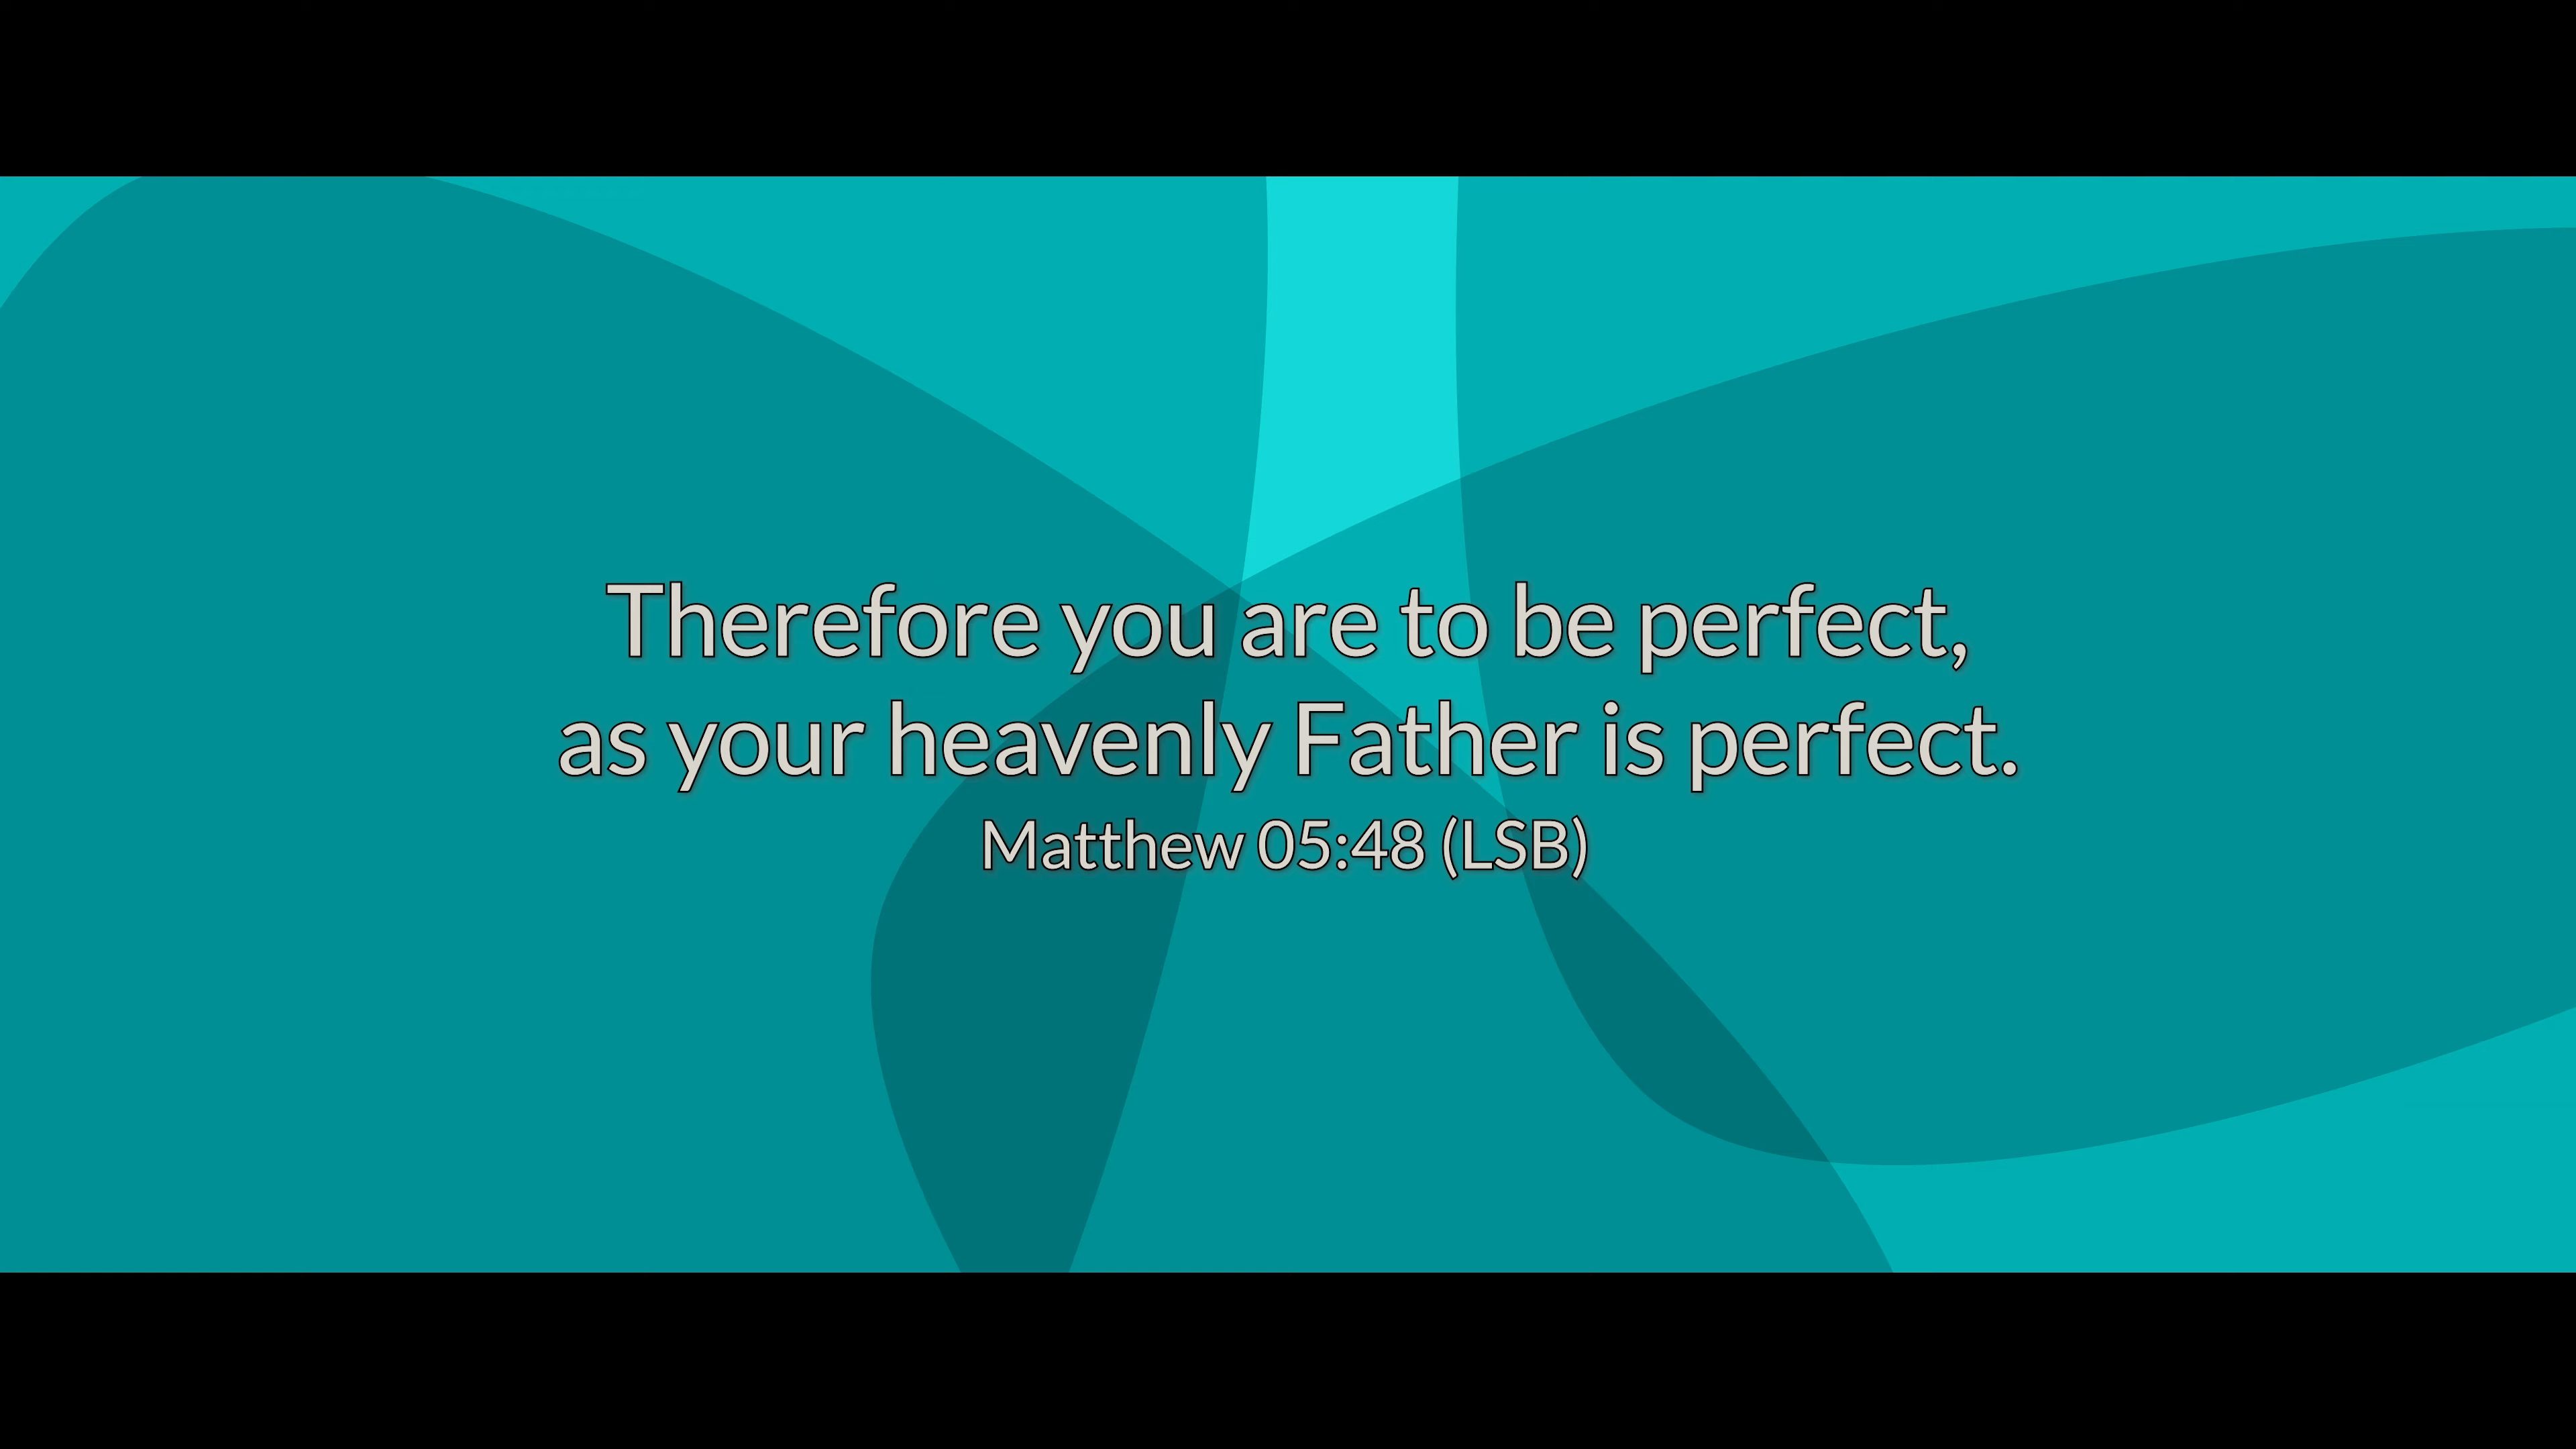 Therefore you are to be perfect,
as your heavenly Father is perfect.
Matthew 05:48 (LSB)